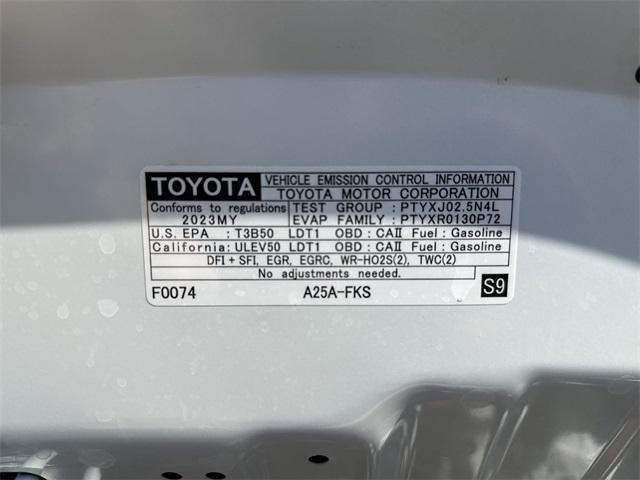 TOYOTA VEHICLE EMISSION CONTROL INFORMATION
TOYOTA MOTOR CORPORATION
Conforms to regulations TEST GROUP : PTYXJ02.5N4L
2023MY EVAP FAMILY : PTYXR0130P72
U.S. EPA : T3B50 LDT1 OBD : CAII Fuel : Gasoline
California: ULEV50 LDT1 OBD : CAII Fuel : Gasoline
DFI + SFI, EGR, EGRC, WR-HO2S(2), TWC(2)
No adjustments needed.
F0074 A25A-FKS S9